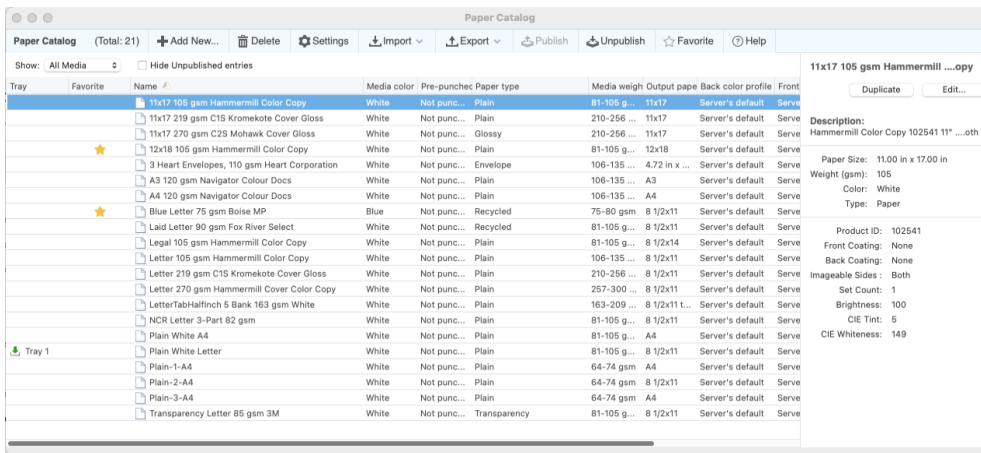 Paper Catalog
Paper Catalog (Total: 21) Add New... Delete Settings Import Export Publish Unpublish Favorite Help
Show: All Media Hide Unpublished entries
Tray Favorite Name Media color Pre-punched Paper type Media weigh Output pape Back color profile Front
11x17 105 gsm Hammermill Color Copy White Not punc... Plain 81-105 g... 11x17 Server's default Serve
11x17 219 gsm C1S Kromekote Cover Gloss White Not punc... Plain 210-256 ... 11x17 Server's default Serve
11x17 270 gsm C2S Mohawk Cover Gloss White Not punc... Glossy 210-256 ... 11x17 Server's default Serve
12x18 105 gsm Hammermill Color Copy White Not punc... Plain 81-105 g... 12x18 Server's default Serve
3 Heart Envelopes, 110 gsm Heart Corporation White Not punc... Envelope 106-135 ... 4.72 in x ... Server's default Serve
A3 120 gsm Navigator Colour Docs White Not punc... Plain 106-135 ... A3 Server's default Serve
A4 120 gsm Navigator Colour Docs White Not punc... Plain 106-135 ... A4 Server's default Serve
Blue Letter 75 gsm Boise MP Blue Not punc... Recycled 75-80 gsm 8 1/2x11 Server's default Serve
Laid Letter 90 gsm Fox River Select White Not punc... Recycled 81-105 g... 8 1/2x11 Server's default Serve
Legal 105 gsm Hammermill Color Copy White Not punc... Plain 81-105 g... 8 1/2x14 Server's default Serve
Letter 105 gsm Hammermill Color Copy White Not punc... Plain 106-135 ... 8 1/2x11 Server's default Serve
Letter 219 gsm C1S Kromekote Cover Gloss White Not punc... Plain 210-256 ... 8 1/2x11 Server's default Serve
Letter 270 gsm Hammermill Cover Color Copy White Not punc... Plain 257-300 ... 8 1/2x11 Server's default Serve
LetterTabHalfInch 5 Bank 163 gsm White White Not punc... Plain 163-209 ... 8 1/2x11 t... Server's default Serve
NCR Letter 3-Part 82 gsm White Not punc... Plain 81-105 g... 8 1/2x11 Server's default Serve
Plain White A4 White Not punc... Plain 81-105 g... A4 Server's default Serve
Tray 1 Plain White Letter White Not punc... Plain 81-105 g... 8 1/2x11 Server's default Serve
Plain-1-A4 White Not punc... Plain 64-74 gsm A4 Server's default Serve
Plain-2-A4 White Not punc... Plain 64-74 gsm 8 1/2x11 Server's default Serve
Plain-3-A4 White Not punc... Plain 64-74 gsm A4 Server's default Serve
Transparency Letter 85 gsm 3M White Not punc... Transparency 81-105 g... 8 1/2x11 Server's default Serve
11x17 105 gsm Hammermill ....opy
Duplicate Edit...
Description:
Hammermill Color Copy 102541 11" ....oth
Paper Size: 11.00 in x 17.00 in
Weight (gsm): 105
Color: White
Type: Paper
Product ID: 102541
Front Coating: None
Back Coating: None
Imageable Sides : Both
Set Count: 1
Brightness: 100
CIE Tint: 5
CIE Whiteness: 149